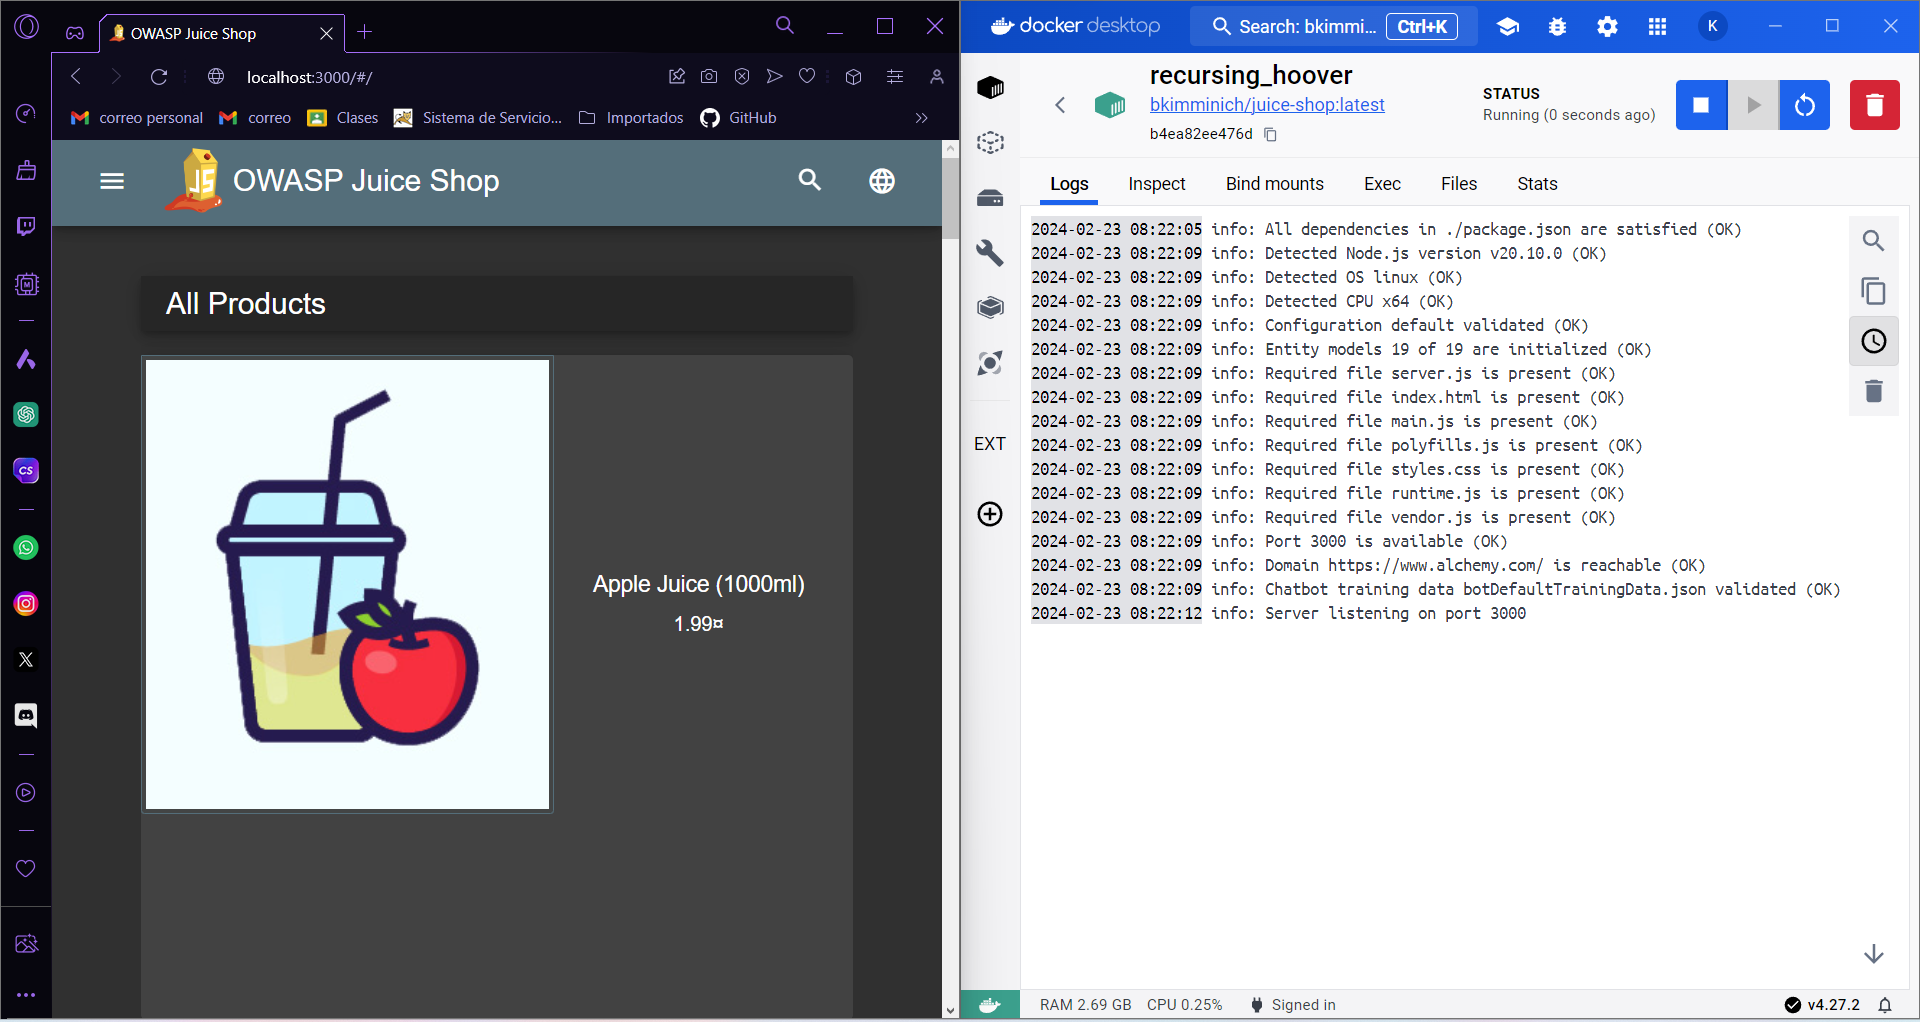 OWASP Juice Shop
localhost:3000/#/
correo personal
correo
Clases
Sistema de Servicio...
Importados
GitHub
JS
OWASP Juice Shop
All Products
Apple Juice (1000ml)
1.99¤
CS
docker desktop
Search: bkimmi...
Ctrl+K
K
recursing_hoover
bkimminich/juice-shop:latest
b4ea82ee476d
STATUS
Running (0 seconds ago)
Logs
Inspect
Bind mounts
Exec
Files
Stats
EXT
2024-02-23 08:22:05 info: All dependencies in ./package.json are satisfied (OK)
2024-02-23 08:22:09 info: Detected Node.js version v20.10.0 (OK)
2024-02-23 08:22:09 info: Detected OS linux (OK)
2024-02-23 08:22:09 info: Detected CPU x64 (OK)
2024-02-23 08:22:09 info: Configuration default validated (OK)
2024-02-23 08:22:09 info: Entity models 19 of 19 are initialized (OK)
2024-02-23 08:22:09 info: Required file server.js is present (OK)
2024-02-23 08:22:09 info: Required file index.html is present (OK)
2024-02-23 08:22:09 info: Required file main.js is present (OK)
2024-02-23 08:22:09 info: Required file polyfills.js is present (OK)
2024-02-23 08:22:09 info: Required file styles.css is present (OK)
2024-02-23 08:22:09 info: Required file runtime.js is present (OK)
2024-02-23 08:22:09 info: Required file vendor.js is present (OK)
2024-02-23 08:22:09 info: Port 3000 is available (OK)
2024-02-23 08:22:09 info: Domain https://www.alchemy.com/ is reachable (OK)
2024-02-23 08:22:09 info: Chatbot training data botDefaultTrainingData.json validated (OK)
2024-02-23 08:22:12 info: Server listening on port 3000
RAM 2.69 GB
CPU 0.25%
Signed in
v4.27.2